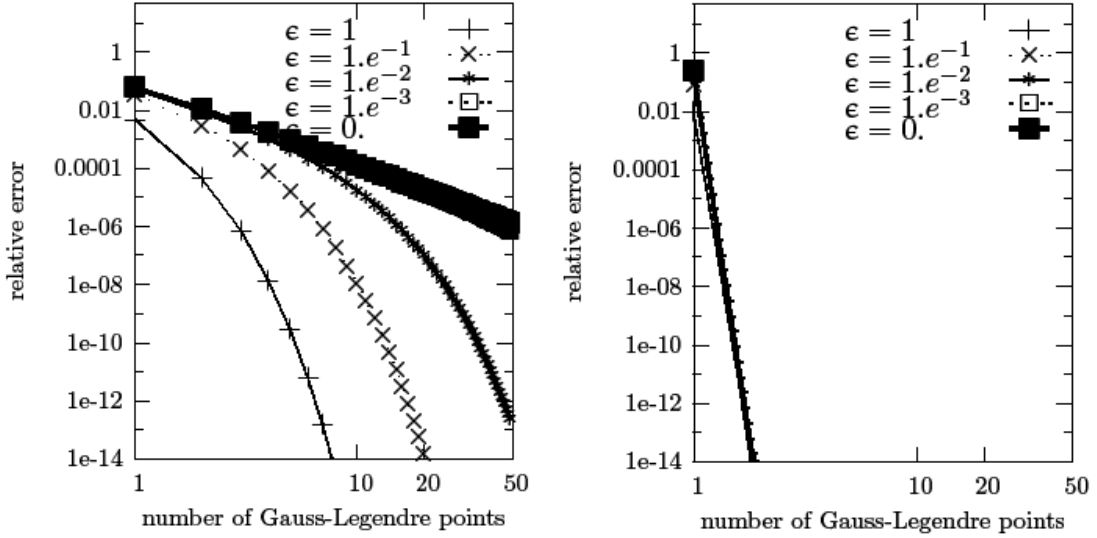 ϵ = 1
ϵ = 1.e⁻¹
ϵ = 1.e⁻²
ϵ = 1.e⁻³
ϵ = 0.
1
0.01
0.0001
1e-06
1e-08
1e-10
1e-12
1e-14
relative error
1 10 20 50
number of Gauss-Legendre points
ϵ = 1
ϵ = 1.e⁻¹
ϵ = 1.e⁻²
ϵ = 1.e⁻³
ϵ = 0.
1
0.01
0.0001
1e-06
1e-08
1e-10
1e-12
1e-14
relative error
1 10 20 50
number of Gauss-Legendre points